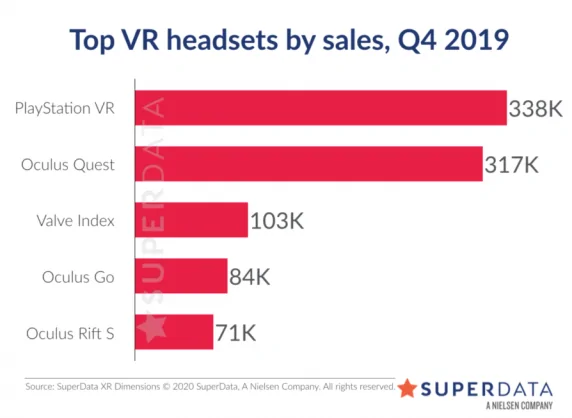 Top VR headsets by sales, Q4 2019
PlayStation VR 338K
Oculus Quest 317K
Valve Index 103K
Oculus Go 84K
Oculus Rift S 71K
SUPERDATA
Source: SuperData XR Dimensions © 2020 SuperData, A Nielsen Company. All rights reserved.
SUPERDATA
A NIELSEN COMPANY